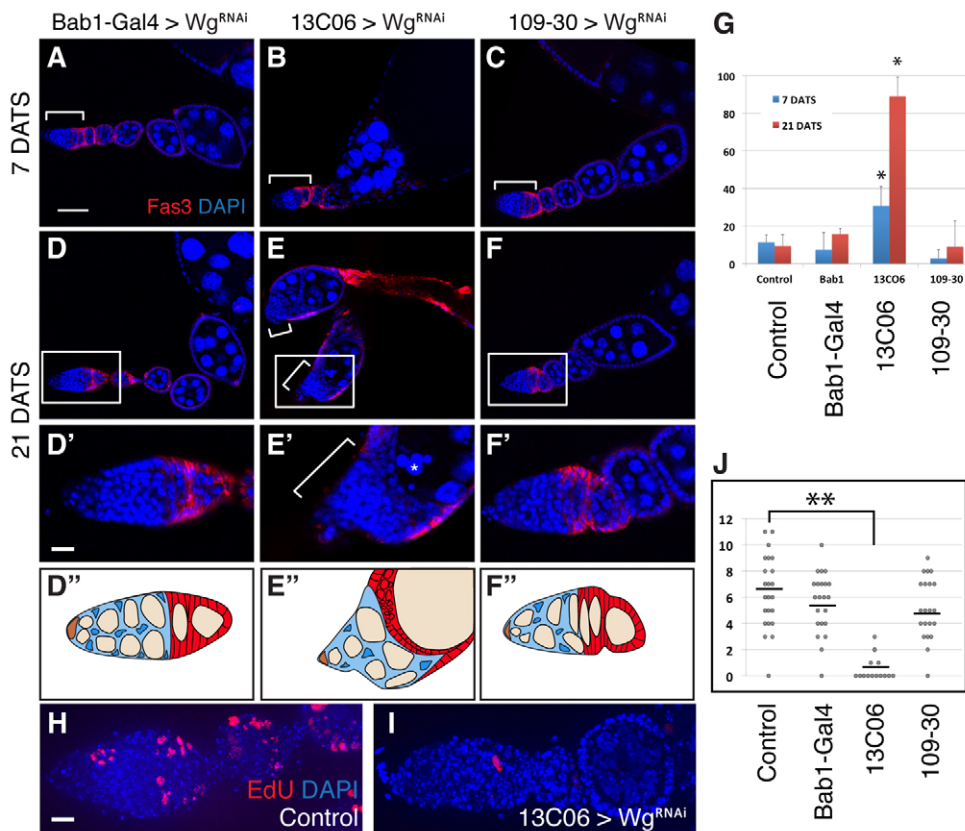 Bab1-Gal4 > Wg^RNAi 13C06 > Wg^RNAi 109-30 > Wg^RNAi
G
7 DATS
A
B
C
Fas3 DAPI
100
80
60
40
20
0
7 DATS
21 DATS
*
*
Control Bab1 13CO6 109-30
Control
Bab1-Gal4
13C06
109-30
21 DATS
D
E
F
D'
E'
*
F'
D"
E"
F"
J
12
10
8
6
4
2
0
**
Control
Bab1-Gal4
13C06
109-30
H
EdU DAPI
Control
I
13C06 > Wg^RNAi